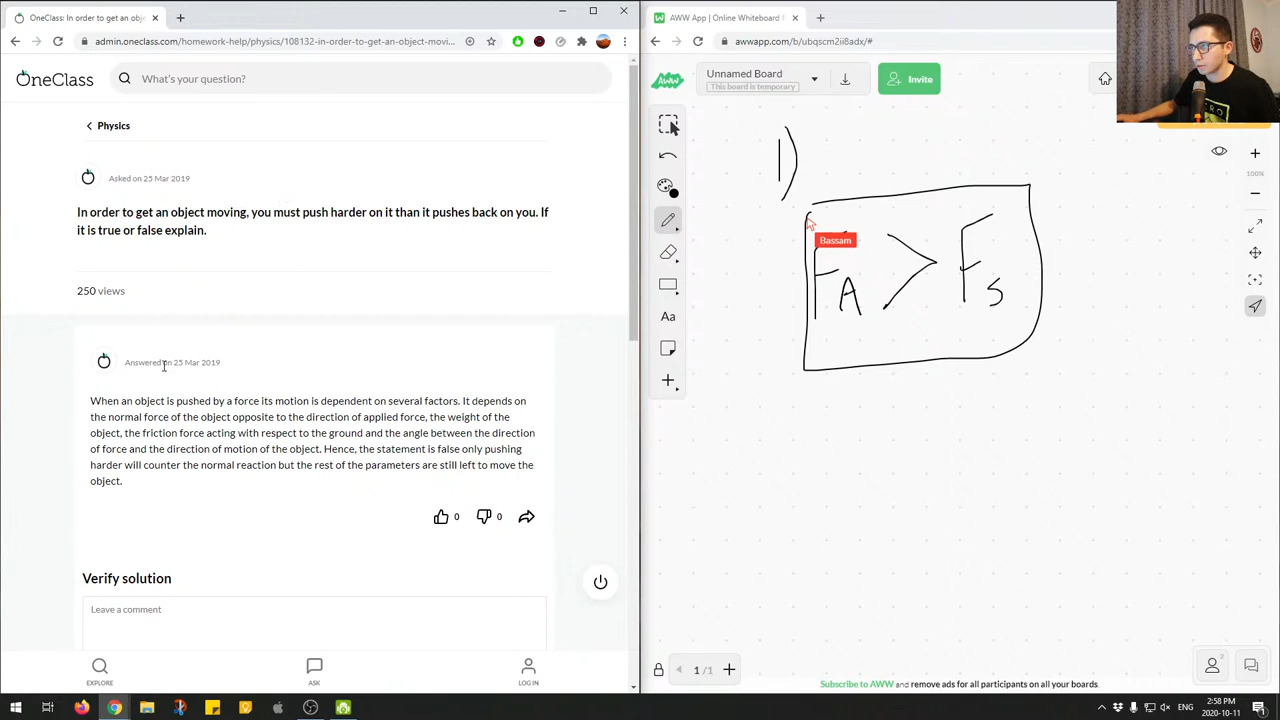 OneClass: In order to get an obje
admin.oneclass.com/homework-help/physics/108132-in-order-to-get-an-object-movi...
OneClass
What's your question?
Physics
Asked on 25 Mar 2019
In order to get an object moving, you must push harder on it than it pushes back on you. If
it is true or false explain.
250 views
Answered on 25 Mar 2019
When an object is pushed by a force its motion is dependent on several factors. It depends on
the normal force of the object opposite to the direction of applied force, the weight of the
object, the friction force acting with respect to the ground and the angle between the direction
of force and the direction of motion of the object. Hence, the statement is false only pushing
harder will counter the normal reaction but the rest of the parameters are still left to move the
object.
0
0
Verify solution
Leave a comment
EXPLORE
ASK
LOG IN
AWW App | Online Whiteboard f
awwapp.com/b/ubqscm2ii8adx/#
AWW
Unnamed Board
This board is temporary
Invite
100%
1)
FA > FS
Bassam
Aa
1 / 1
2
Subscribe to AWW and remove ads for all participants on all your boards.
ENG
2:58 PM
2020-10-11
1